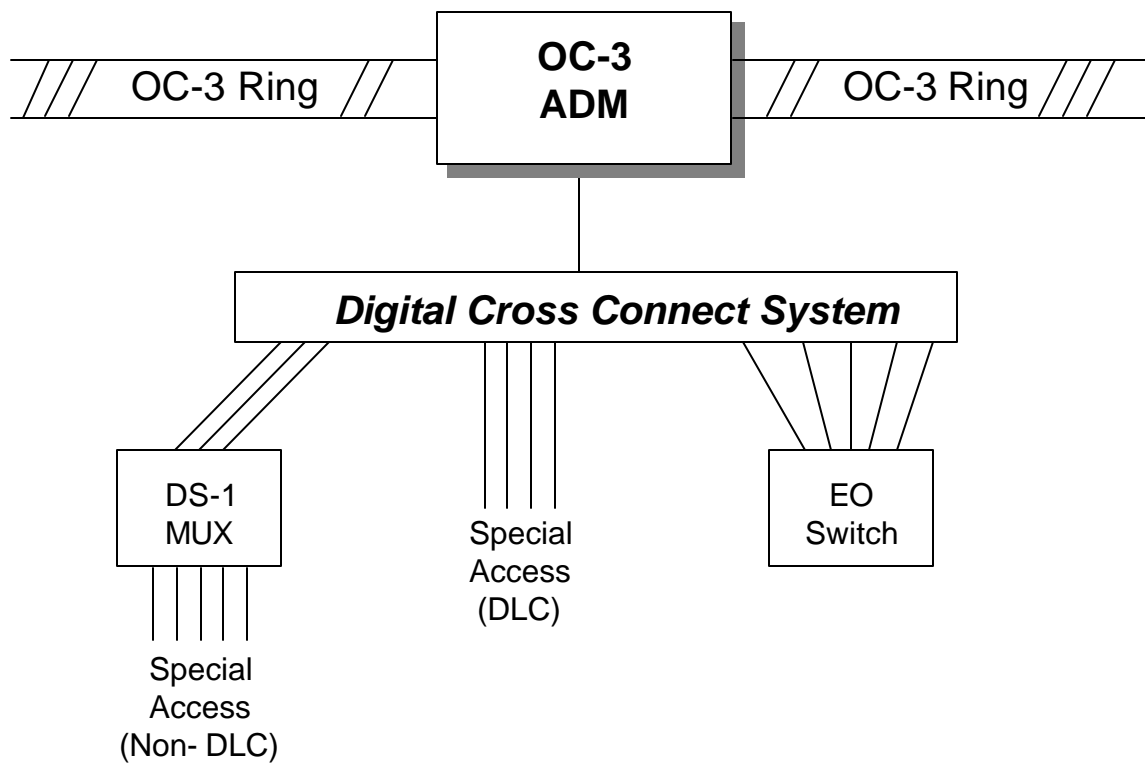 OC-3
ADM
OC-3 Ring
OC-3 Ring
Digital Cross Connect System
DS-1
MUX
EO
Switch
Special
Access
(DLC)
Special
Access
(Non- DLC)